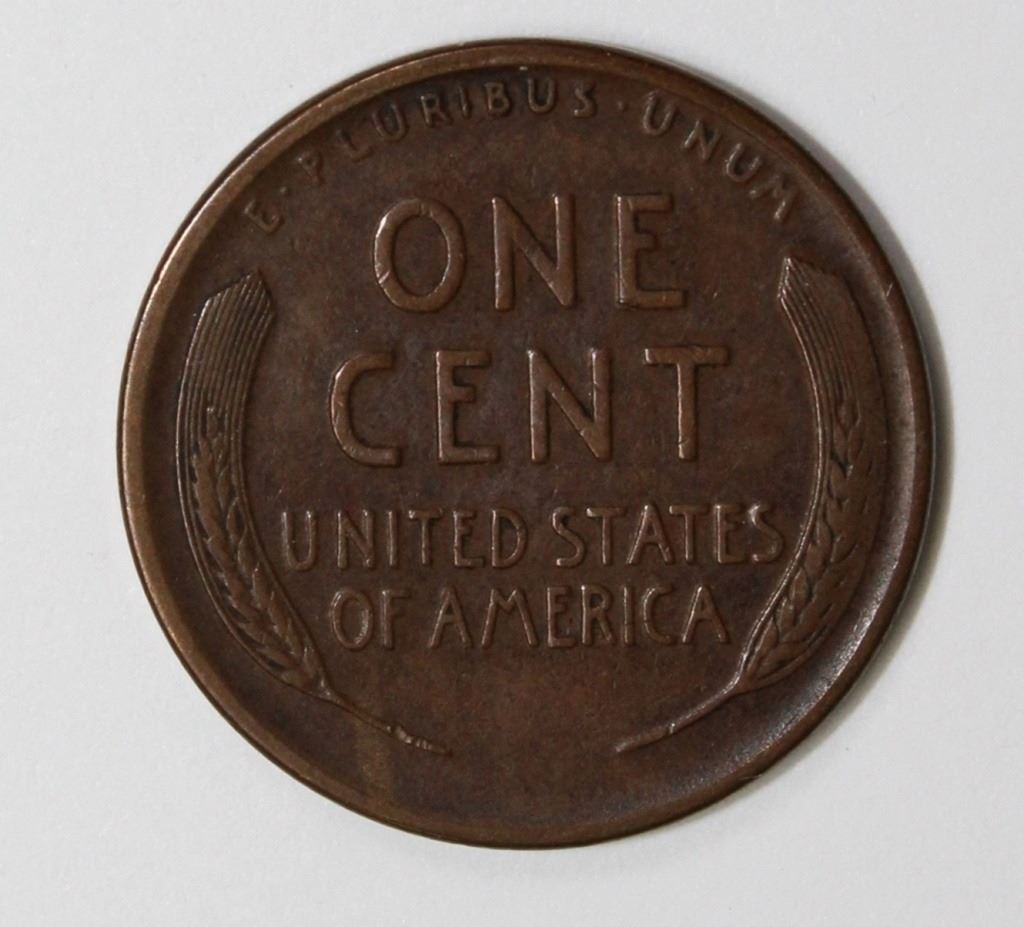 E · PLURIBUS · UNUM
ONE
CENT
UNITED STATES
OF AMERICA